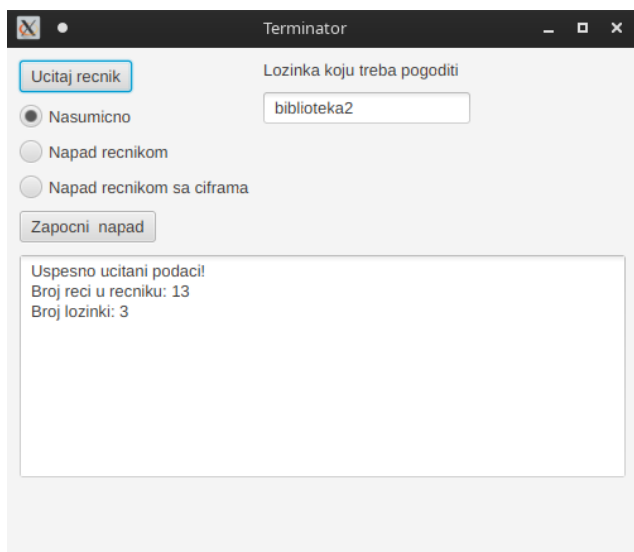 Terminator
Ucitaj recnik
Lozinka koju treba pogoditi
biblioteka2
Nasumicno
Napad recnikom
Napad recnikom sa ciframa
Zapocni napad
Uspesno ucitani podaci!
Broj reci u recniku: 13
Broj lozinki: 3